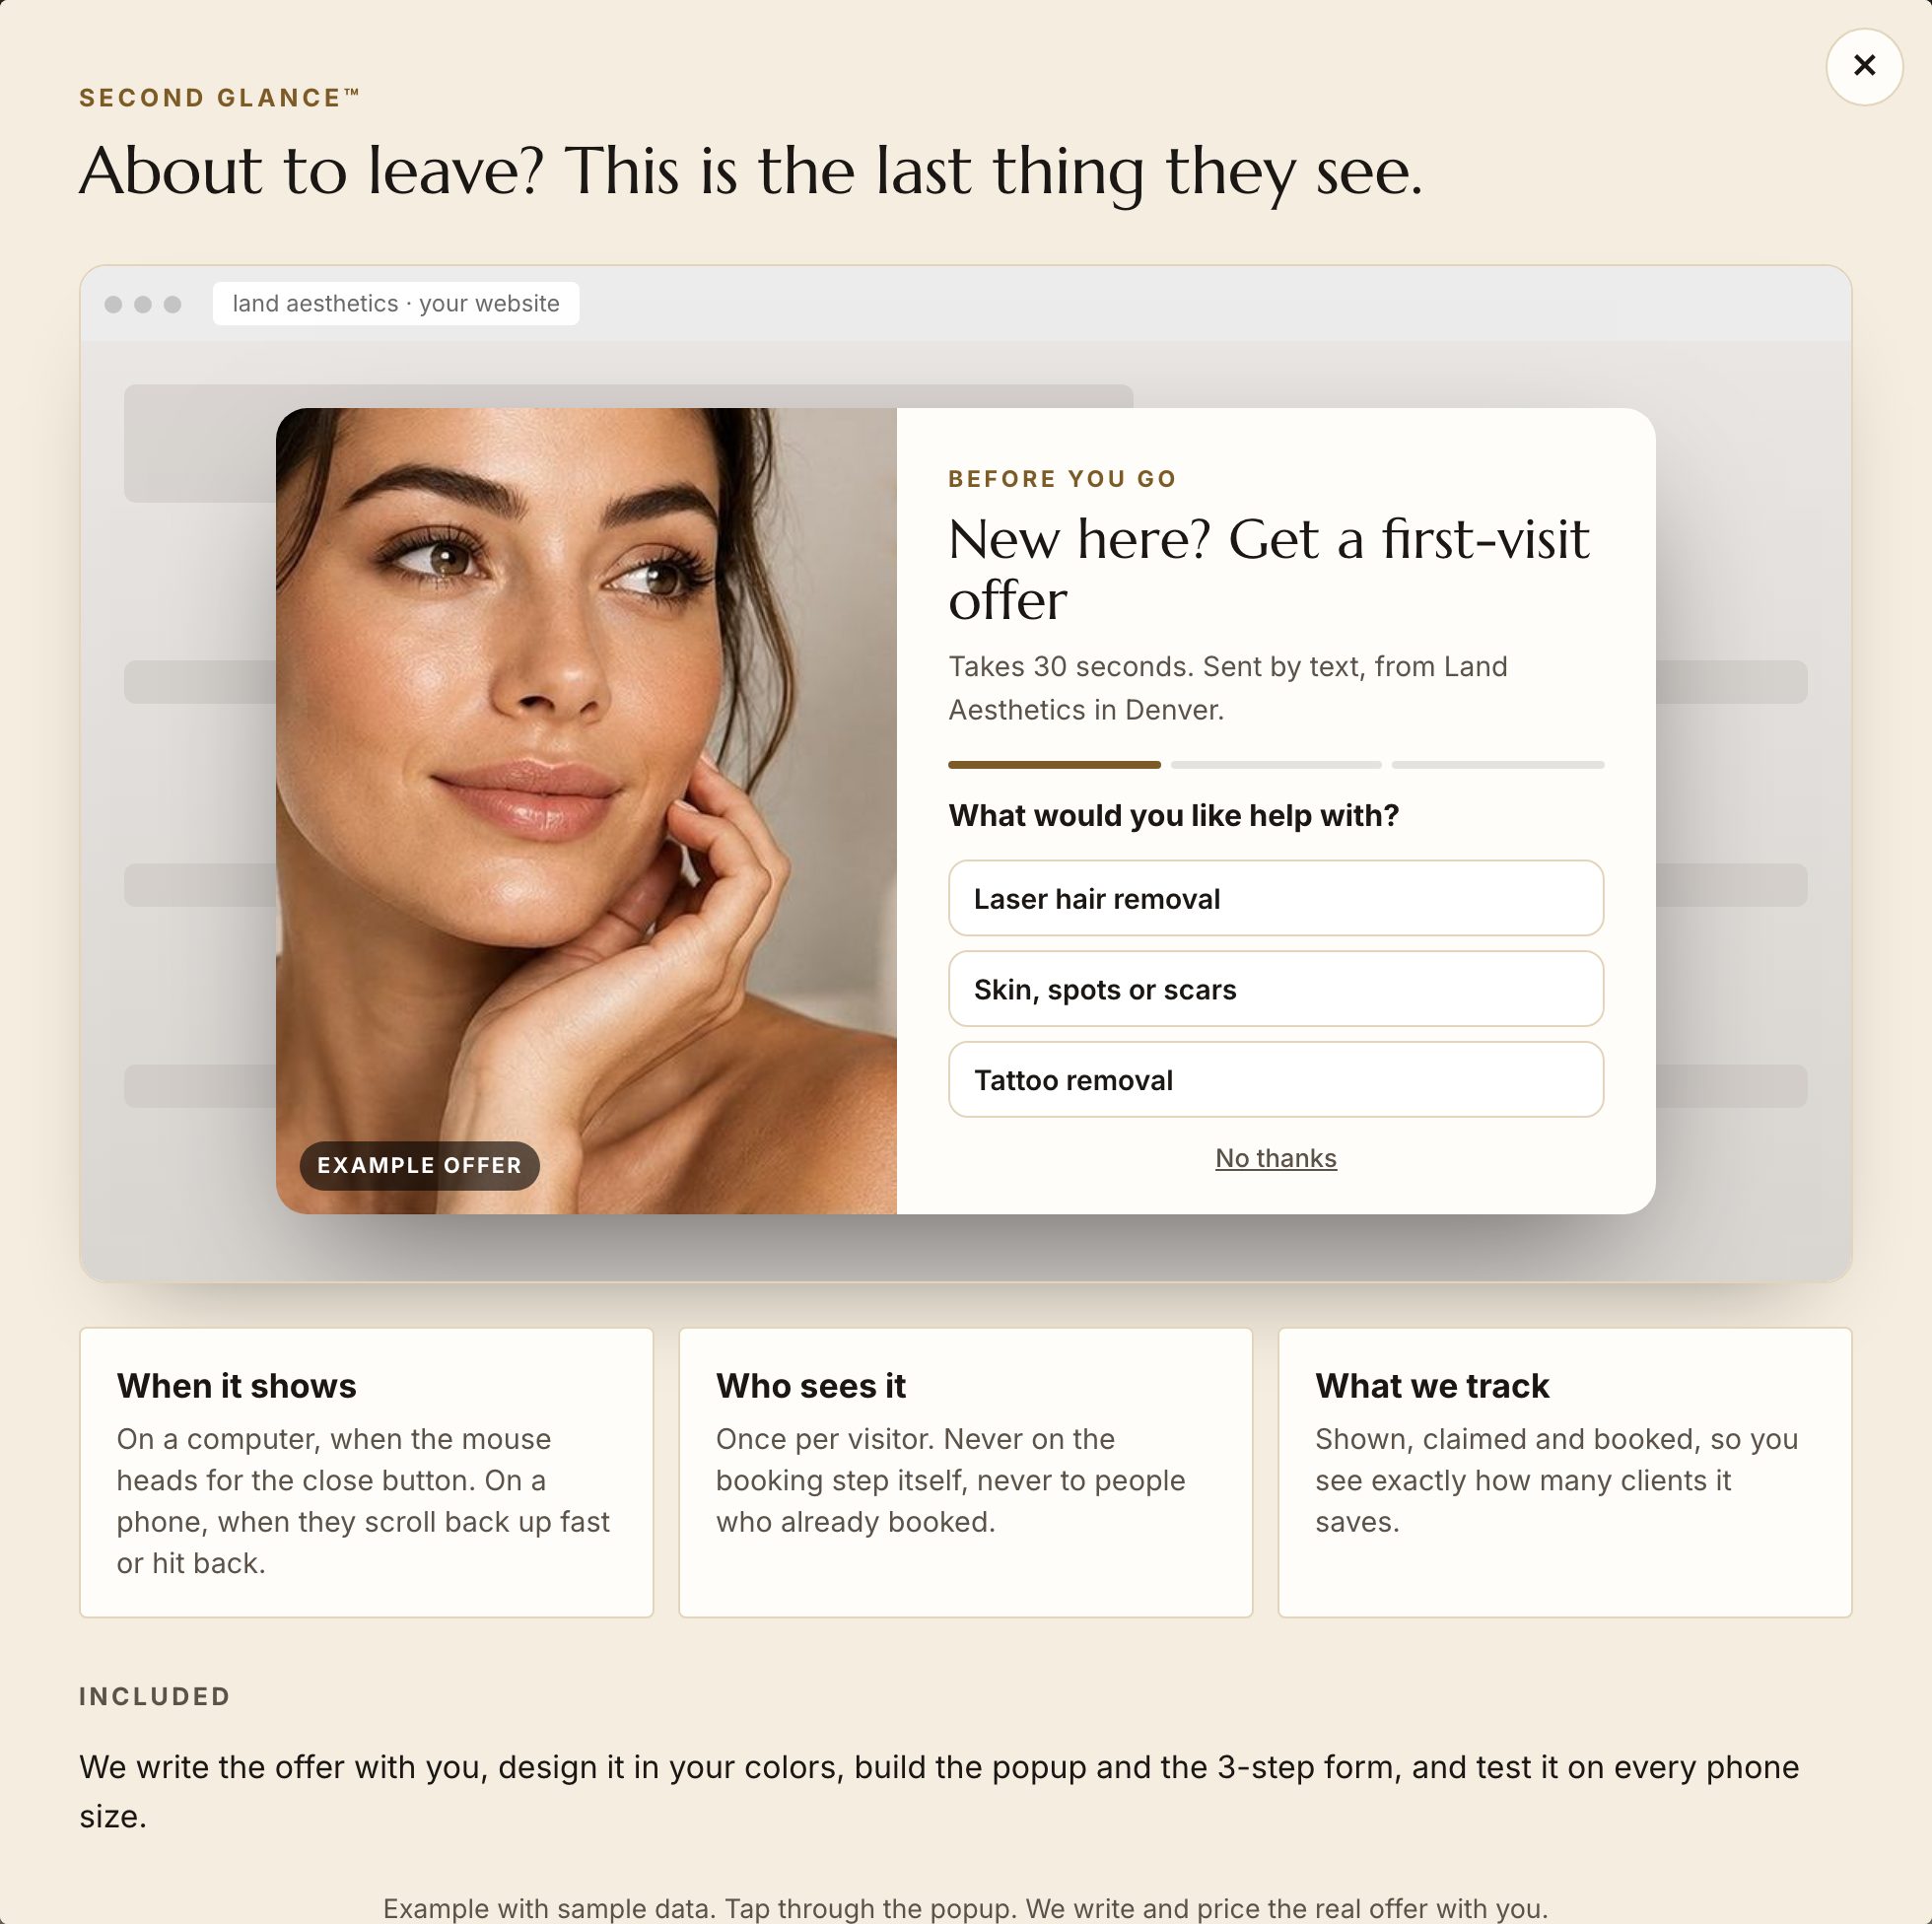 SECOND GLANCE™
About to leave? This is the last thing they see.
land aesthetics · your website
BEFORE YOU GO
New here? Get a first-visit
offer
Takes 30 seconds. Sent by text, from Land
Aesthetics in Denver.
What would you like help with?
Laser hair removal
Skin, spots or scars
Tattoo removal
No thanks
EXAMPLE OFFER
When it shows
On a computer, when the mouse
heads for the close button. On a
phone, when they scroll back up fast
or hit back.
Who sees it
Once per visitor. Never on the
booking step itself, never to people
who already booked.
What we track
Shown, claimed and booked, so you
see exactly how many clients it
saves.
INCLUDED
We write the offer with you, design it in your colors, build the popup and the 3-step form, and test it on every phone
size.
Example with sample data. Tap through the popup. We write and price the real offer with you.